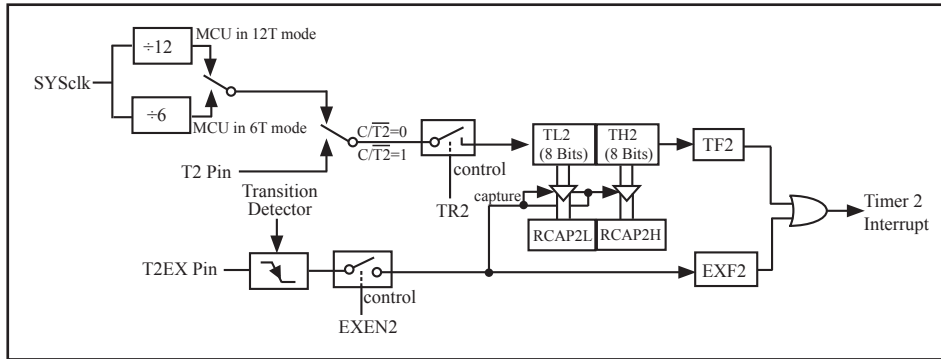 MCU in 12T mode
÷12
SYSclk
÷6
MCU in 6T mode
C/T2=0
C/T2=1
T2 Pin
control
TR2
TL2
(8 Bits)
TH2
(8 Bits)
TF2
capture
RCAP2L
RCAP2H
Timer 2
Interrupt
Transition
Detector
T2EX Pin
control
EXEN2
EXF2